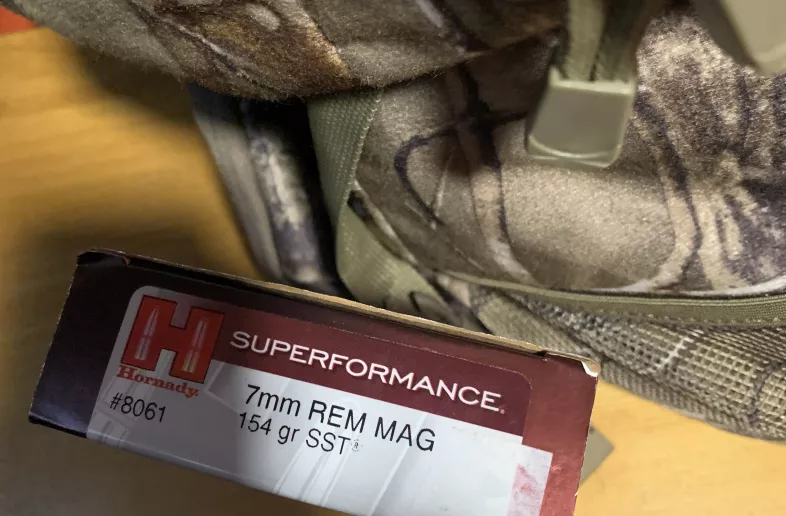 H
Hornady.
SUPERFORMANCE®
#8061
7mm REM MAG
154 gr SST®